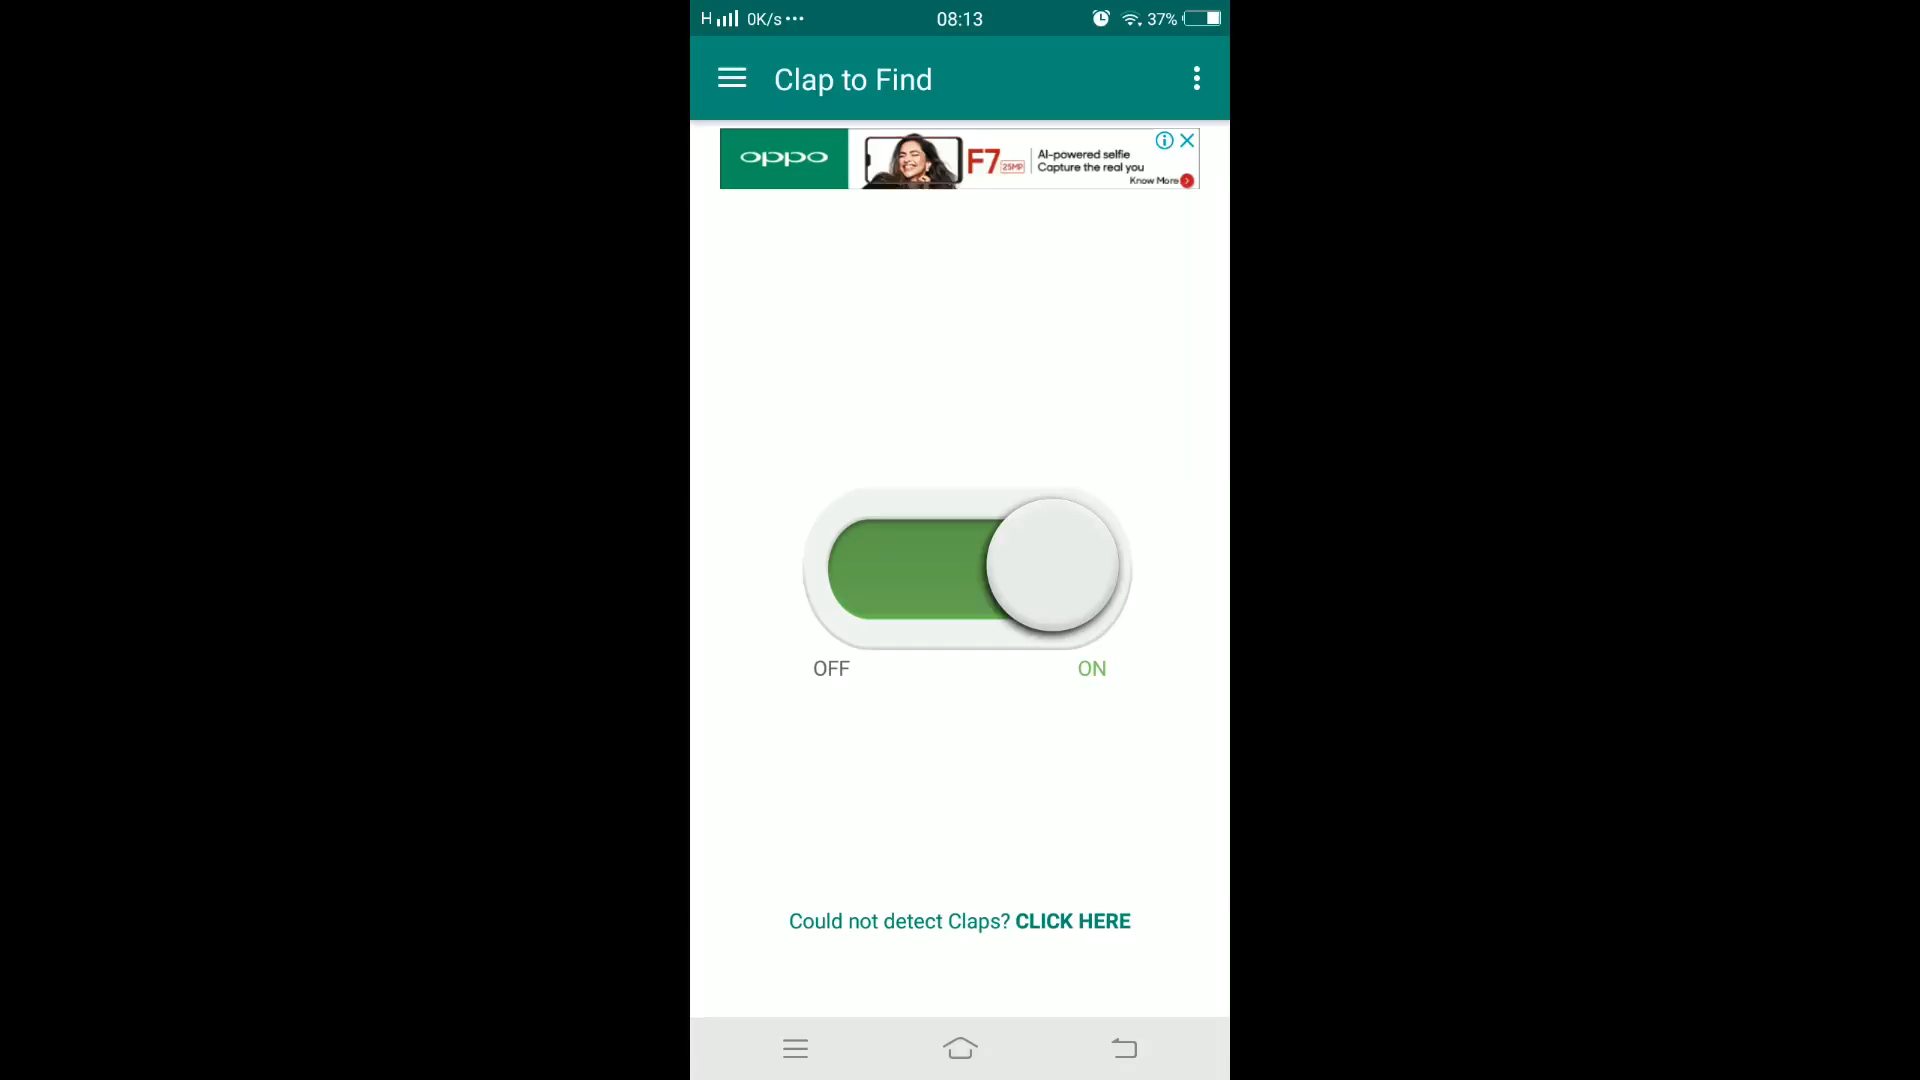 H 0K/s 08:13 37%
Clap to Find
oppo
F7 25MP
AI-powered selfie
Capture the real you
Know More
OFF ON
Could not detect Claps? CLICK HERE